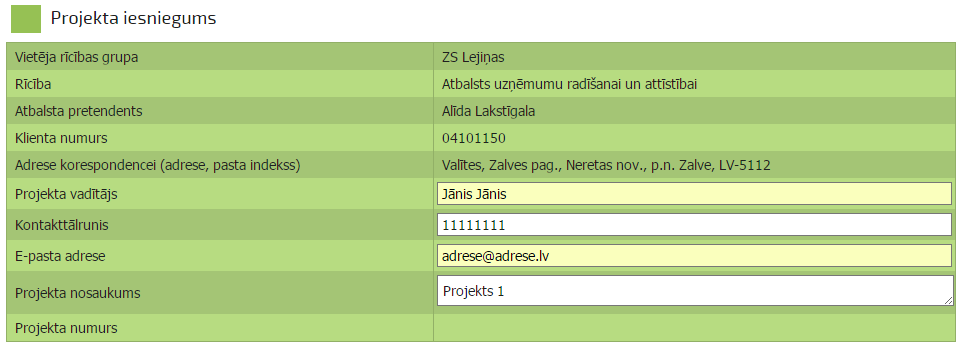 Projekta iesniegums
Vietēja rīcības grupa ZS Lejiņas
Rīcība Atbalsts uzņēmumu radīšanai un attīstībai
Atbalsta pretendents Alīda Lakstīgala
Klienta numurs 04101150
Adrese korespondencei (adrese, pasta indekss) Valītes, Zalves pag., Neretas nov., p.n. Zalve, LV-5112
Projekta vadītājs Jānis Jānis
Kontakttālrunis 11111111
E-pasta adrese adrese@adrese.lv
Projekta nosaukums Projekts 1
Projekta numurs